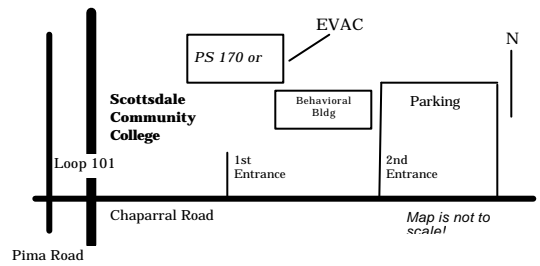 EVAC
N
PS 170 or
Behavioral
Bldg
Parking
Scottsdale
Community
College
Loop 101
1st
Entrance
2nd
Entrance
Chaparral Road
Map is not to
scale!
Pima Road